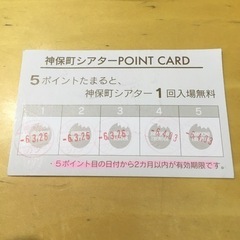 神保町シアターPOINT CARD
5ポイントたまると、
神保町シアター1回入場無料
1 2 3 4 5
-6.3.26 -6.3.26 -6.3.26
・5ポイント目の日付から2カ月以内が有効期限です。